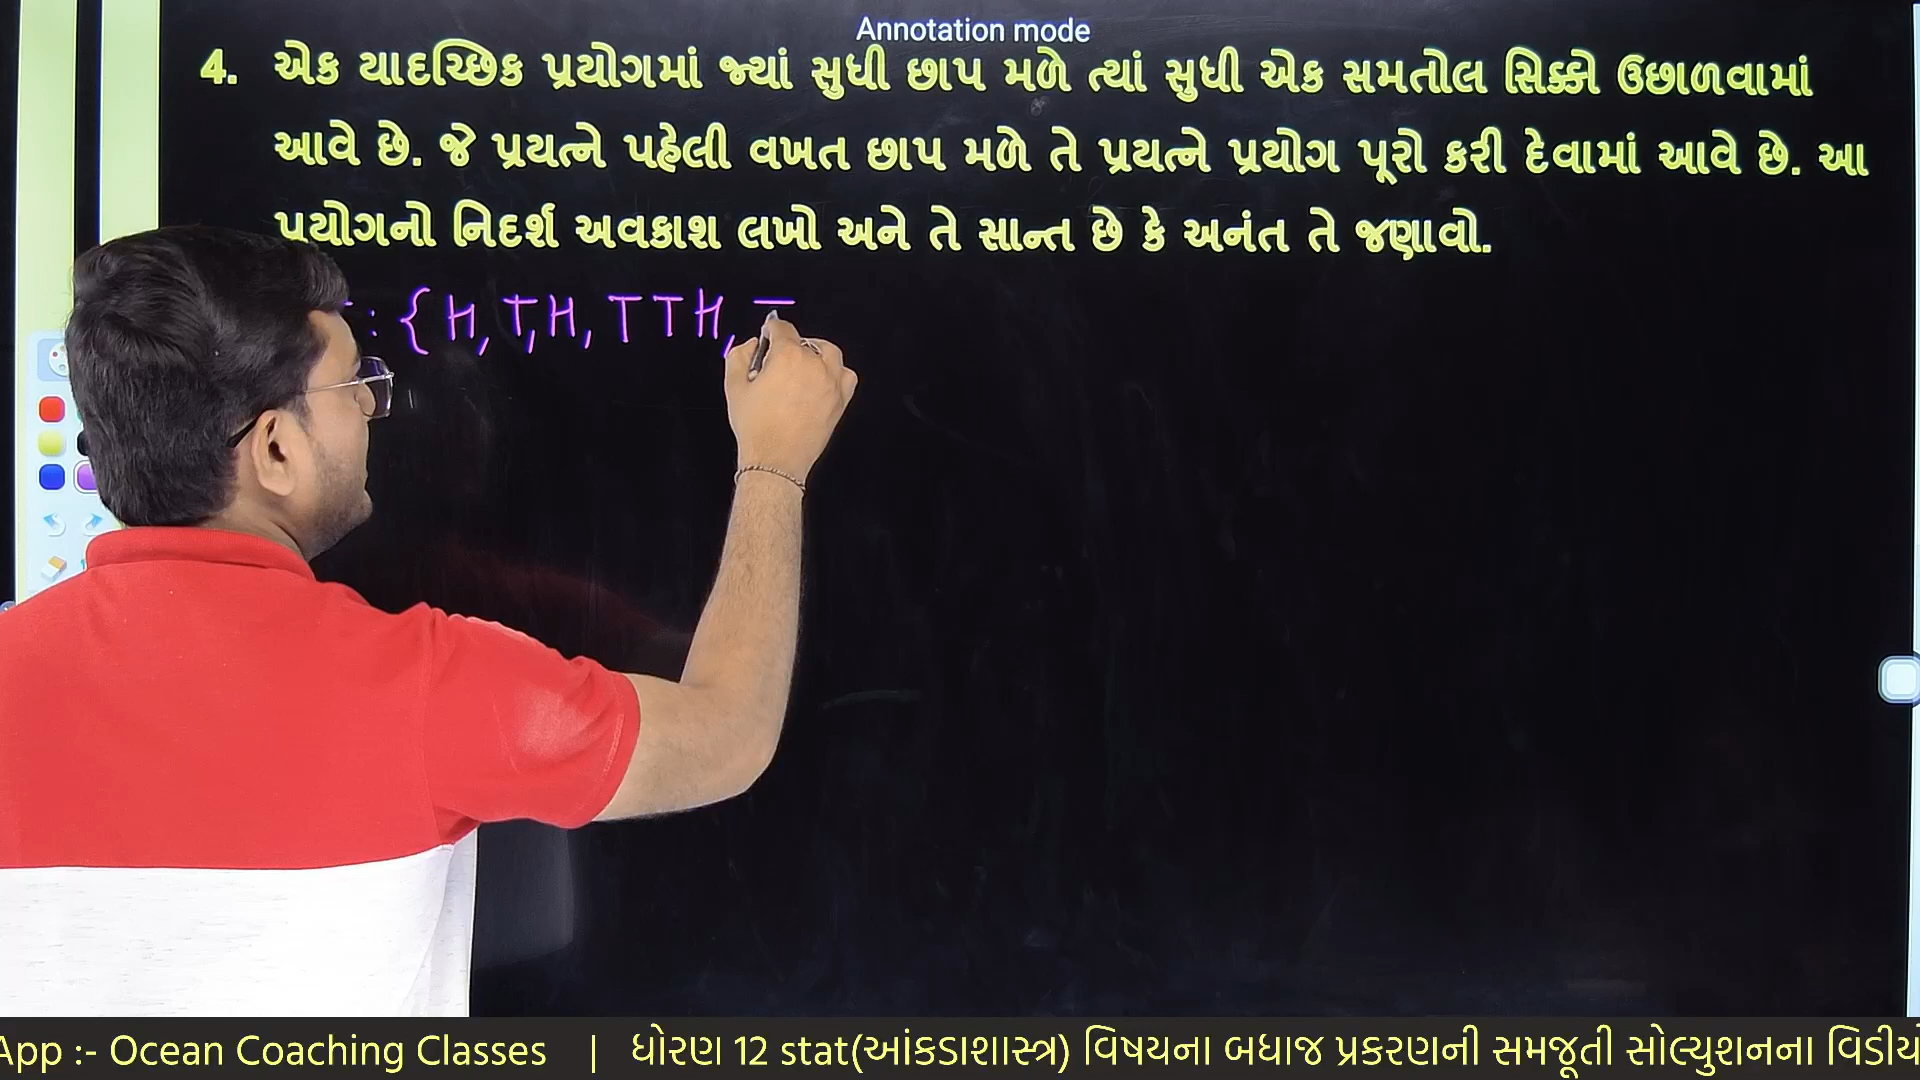 Annotation mode
4. એક યાદચ્છિક પ્રયોગમાં જ્યાં સુધી છાપ મળે ત્યાં સુધી એક સમતોલ સિક્કો ઉછાળવામાં
આવે છે. જે પ્રયત્ને પહેલી વખત છાપ મળે તે પ્રયત્ને પ્રયોગ પૂરો કરી દેવામાં આવે છે. આ
પ્રયોગનો નિદર્શ અવકાશ લખો અને તે સાન્ત છે કે અનંત તે જણાવો.
: { H, T,H, TTH,
App :- Ocean Coaching Classes | ધોરણ 12 stat(આંકડાશાસ્ત્ર) વિષયના બધાજ પ્રકરણની સમજૂતી સોલ્યુશનના